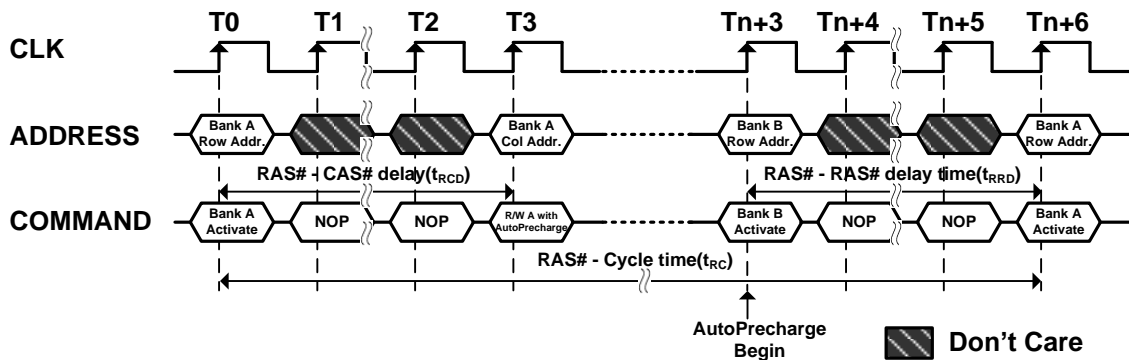 T0 T1 T2 T3 Tn+3 Tn+4 Tn+5 Tn+6
CLK
ADDRESS
Bank A
Row Addr.
Bank A
Col Addr.
Bank B
Row Addr.
Bank A
Row Addr.
RAS# - CAS# delay(tRCD)
RAS# - RAS# delay time(tRRD)
COMMAND
Bank A
Activate
NOP
NOP
R/W A with
AutoPrecharge
Bank B
Activate
NOP
NOP
Bank A
Activate
RAS# - Cycle time(tRC)
AutoPrecharge
Begin
Don't Care